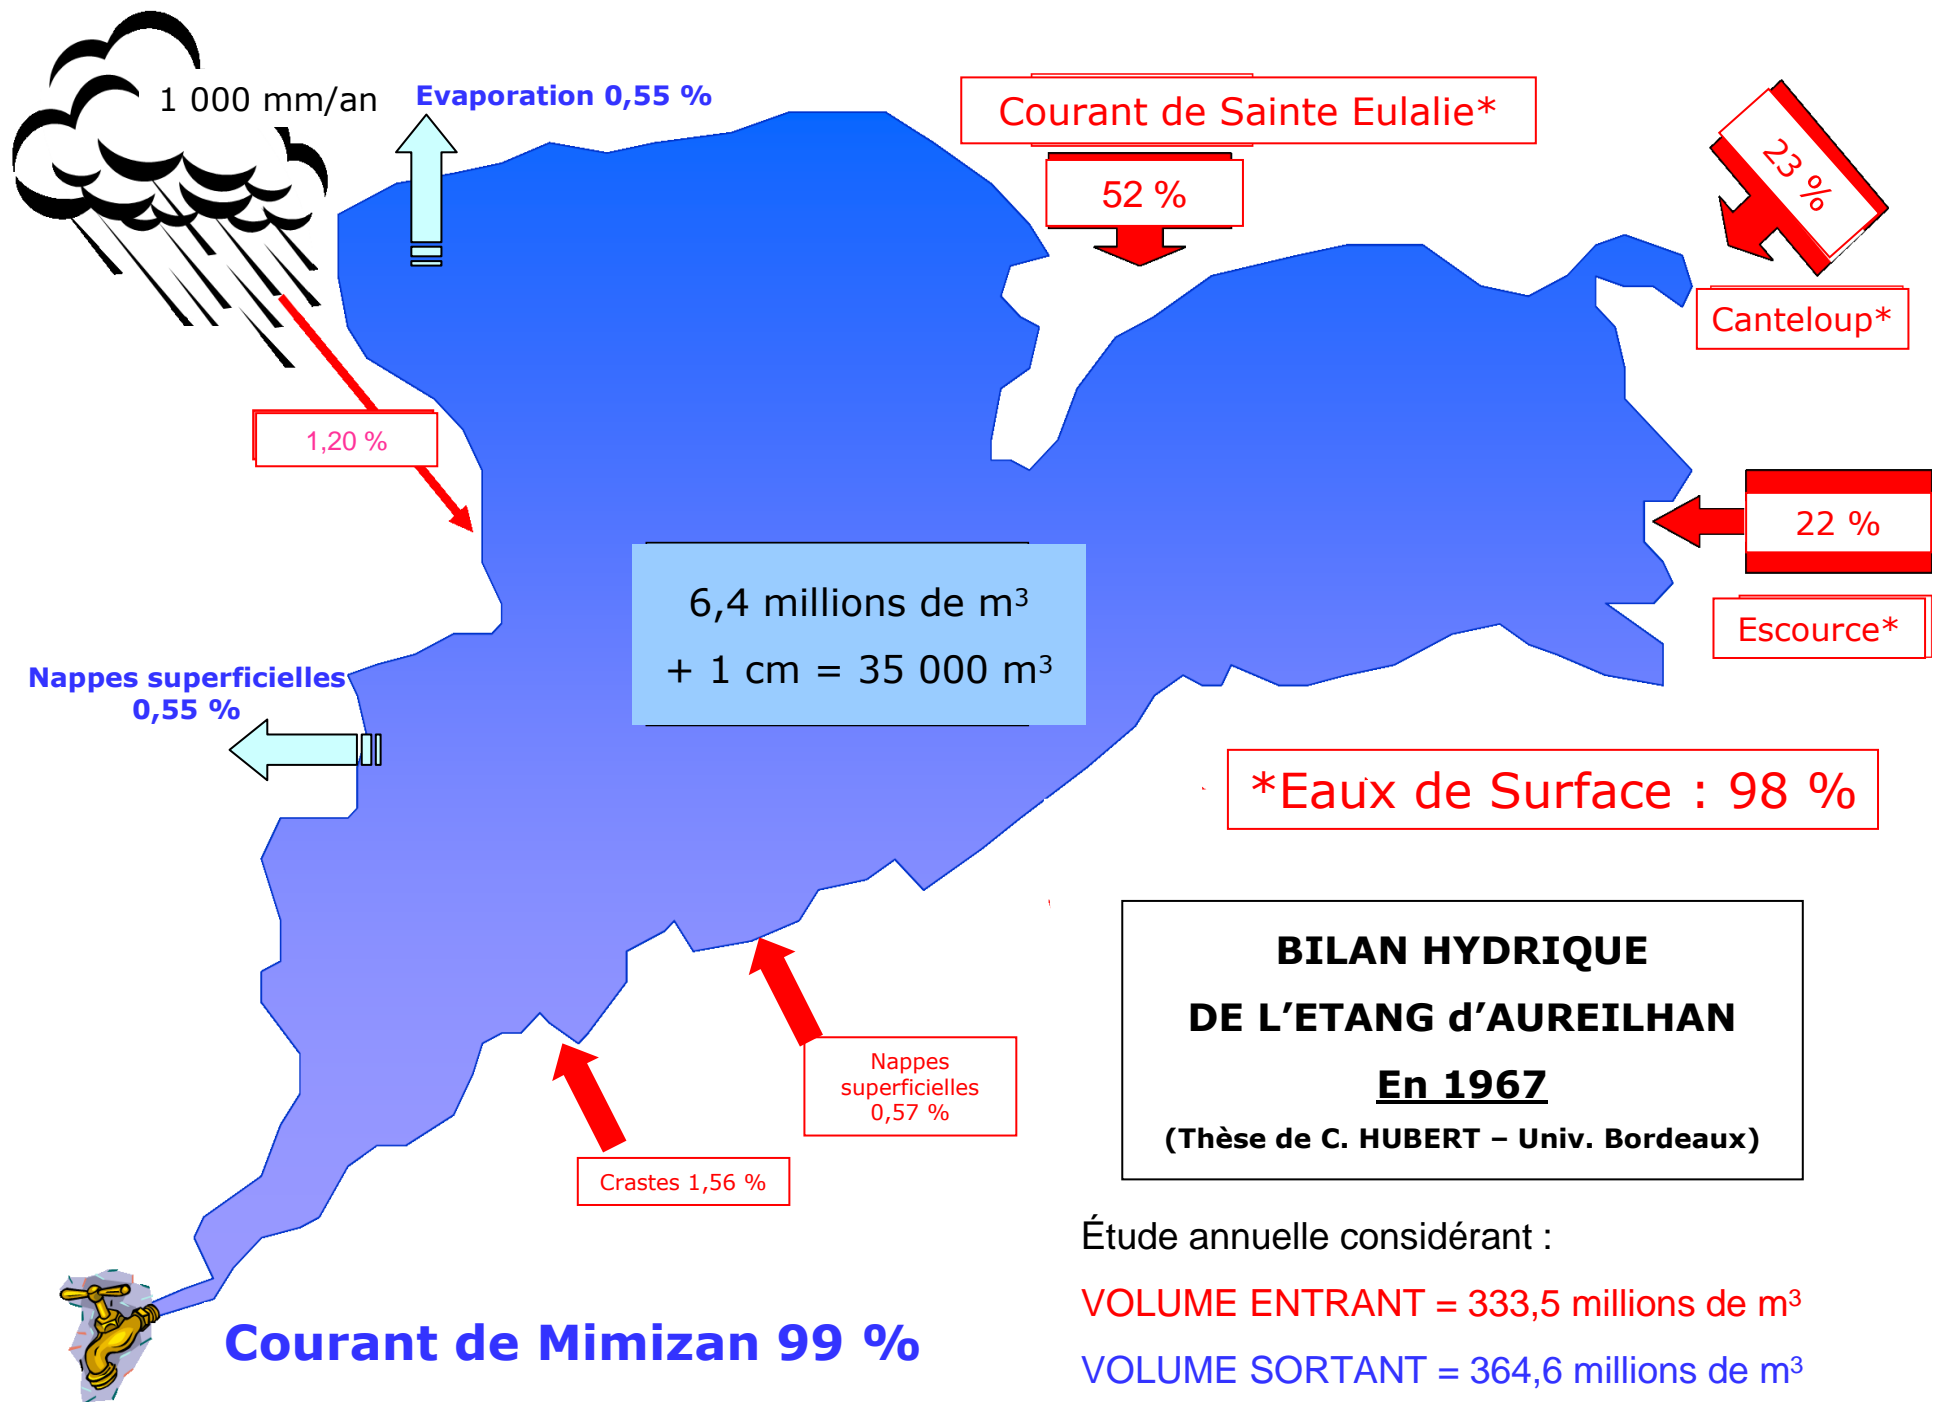 1 000 mm/an
Evaporation 0,55 %
Courant de Sainte Eulalie*
52 %
23 %
Canteloup*
1,20 %
22 %
Escource*
6,4 millions de m³
+ 1 cm = 35 000 m³
Nappes superficielles
0,55 %
*Eaux de Surface : 98 %
BILAN HYDRIQUE
DE L’ETANG d’AUREILHAN
En 1967
(Thèse de C. HUBERT – Univ. Bordeaux)
Nappes
superficielles
0,57 %
Crastes 1,56 %
Étude annuelle considérant :
VOLUME ENTRANT = 333,5 millions de m³
VOLUME SORTANT = 364,6 millions de m³
Courant de Mimizan 99 %